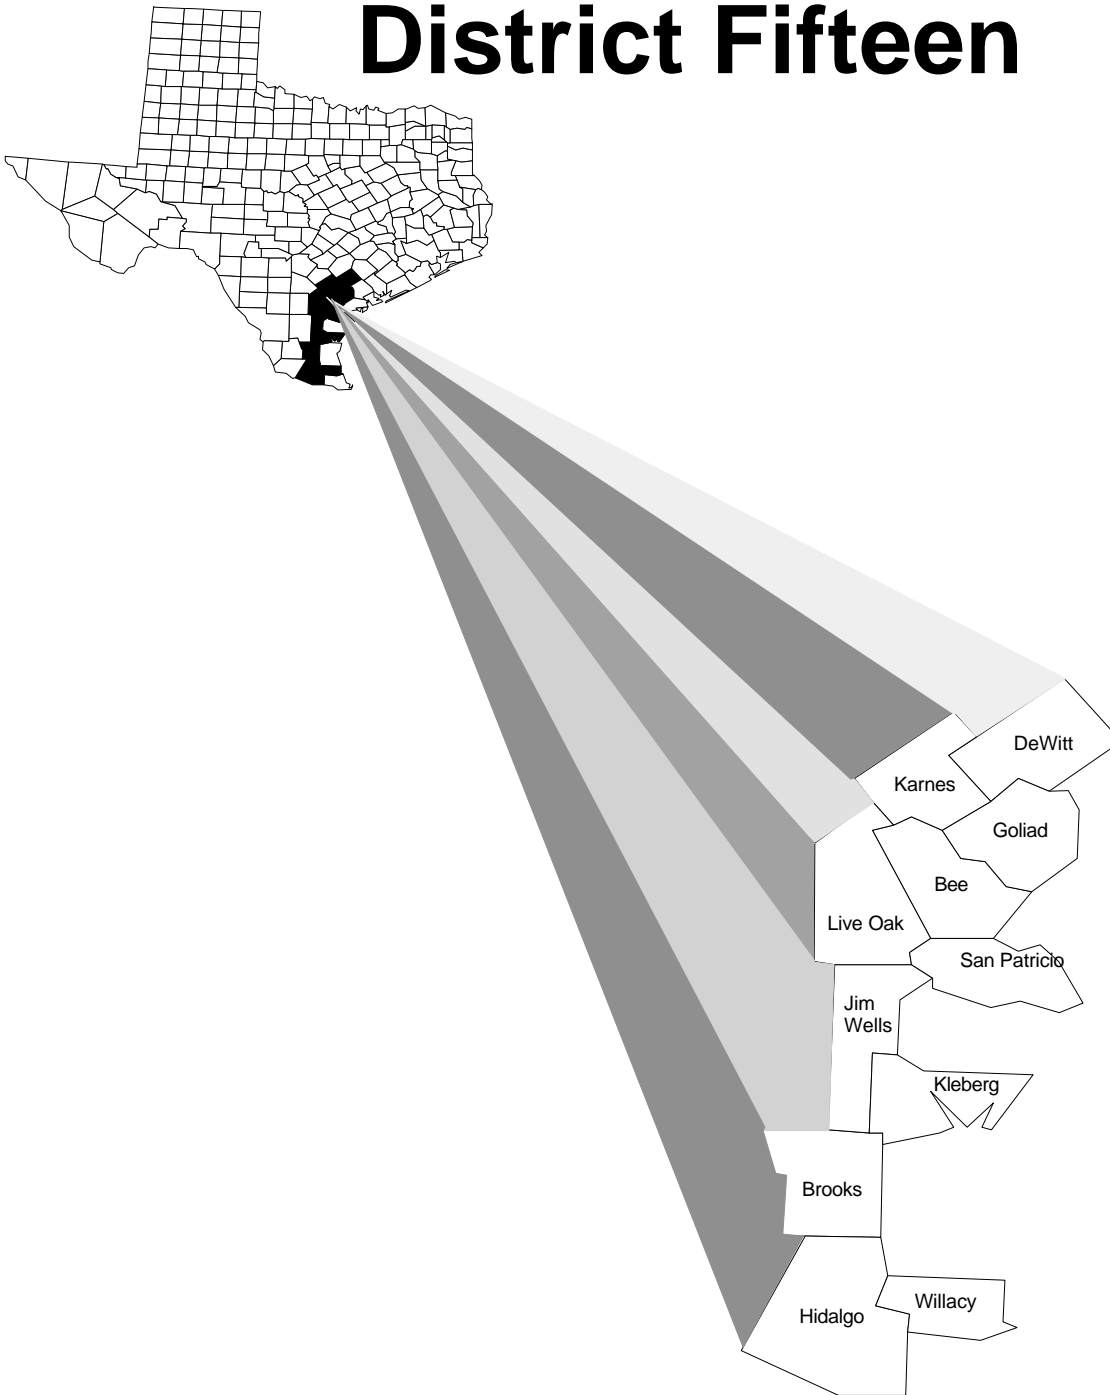 District Fifteen
DeWitt
Karnes
Goliad
Bee
Live Oak
San Patricio
Jim
Wells
Kleberg
Brooks
Willacy
Hidalgo